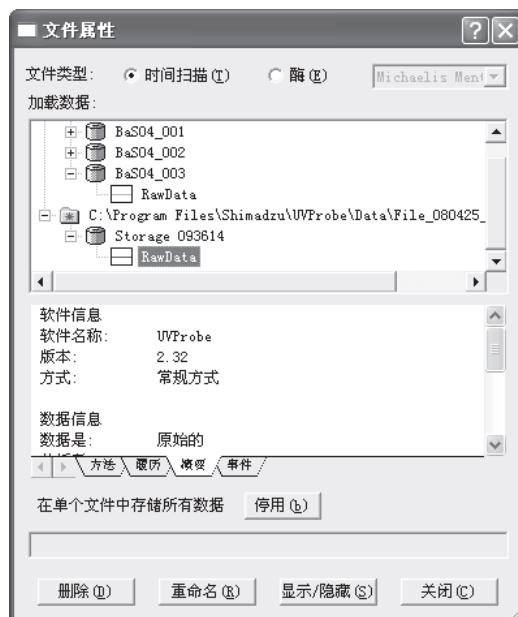 文件属性
文件类型: 时间扫描(T) 酶(E) Michaelis Ment
加载数据:
BaSO4_001
BaSO4_002
BaSO4_003
RawData
C:\Program Files\Shimadzu\UVProbe\Data\File_080425_
Storage 093614
RawData
软件信息
软件名称: UVProbe
版本: 2.32
方式: 常规方式
数据信息
数据是: 原始的
方法 履历 摘要 事件
在单个文件中存储所有数据 停用(b)
删除(D) 重命名(R) 显示/隐藏(S) 关闭(C)